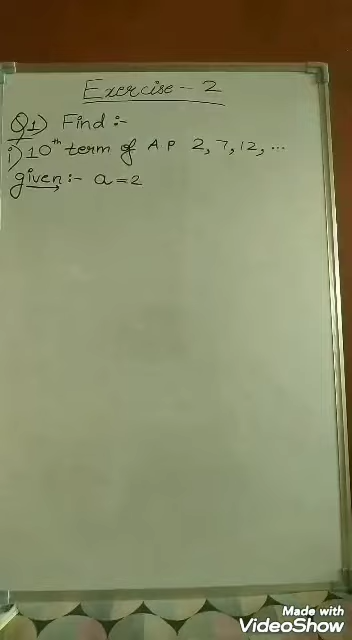 Exercise - 2
Q1) Find :-
i) 10th term of A.P 2, 7, 12, ...
given :- a = 2
Made with
VideoShow